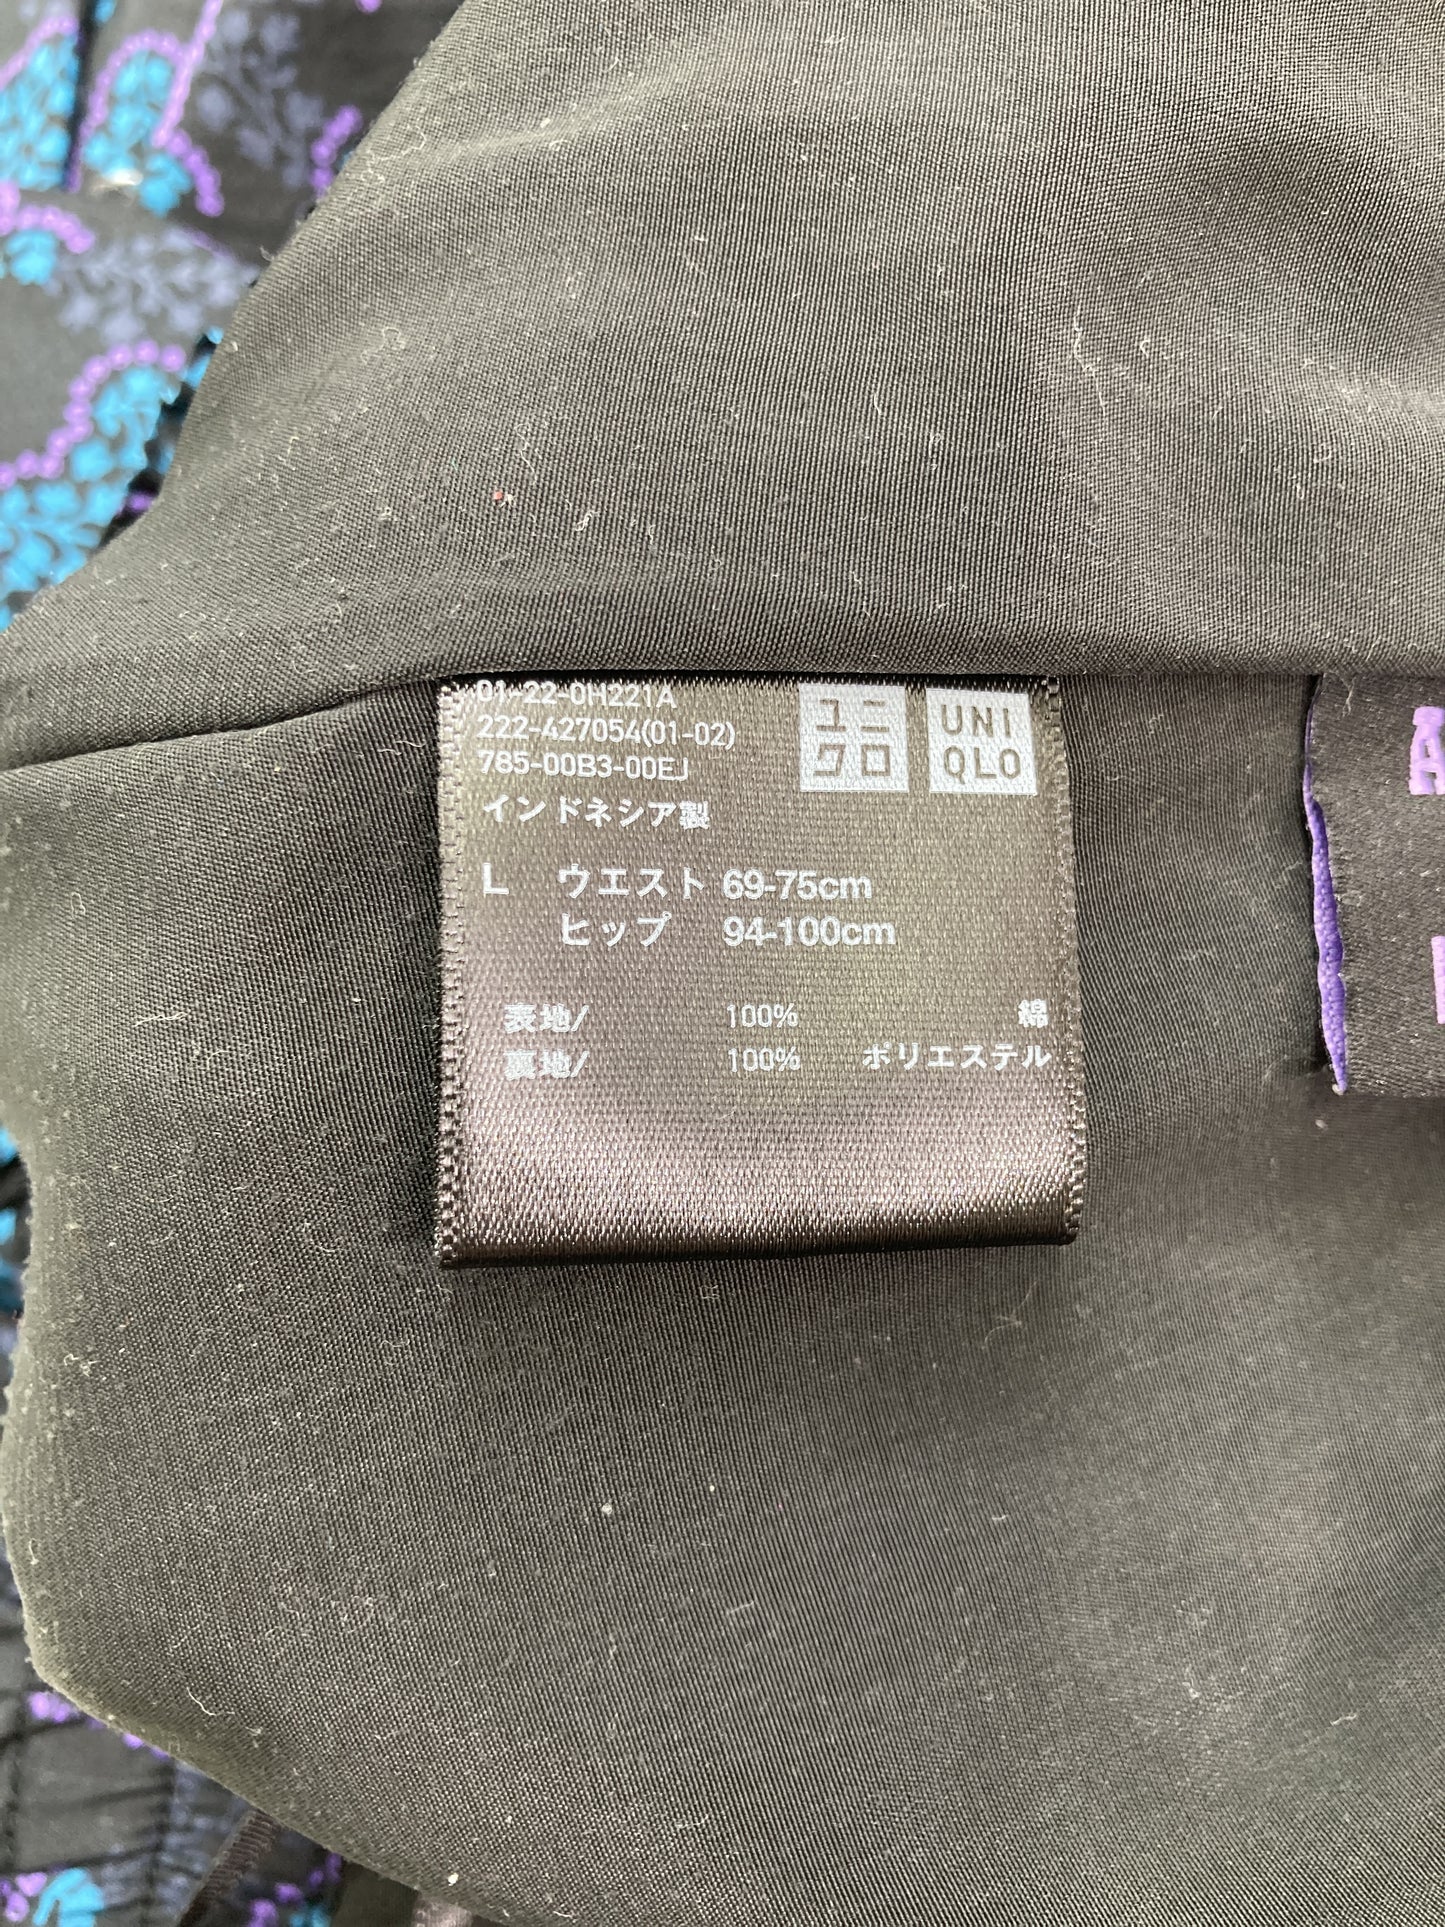 01-22-0H221A
222-427054(01-02)
785-00B3-00EJ
インドネシア製
ユニ
クロ
UNI
QLO
L ウエスト 69-75cm
ヒップ 94-100cm
表地/ 100% 綿
裏地/ 100% ポリエステル